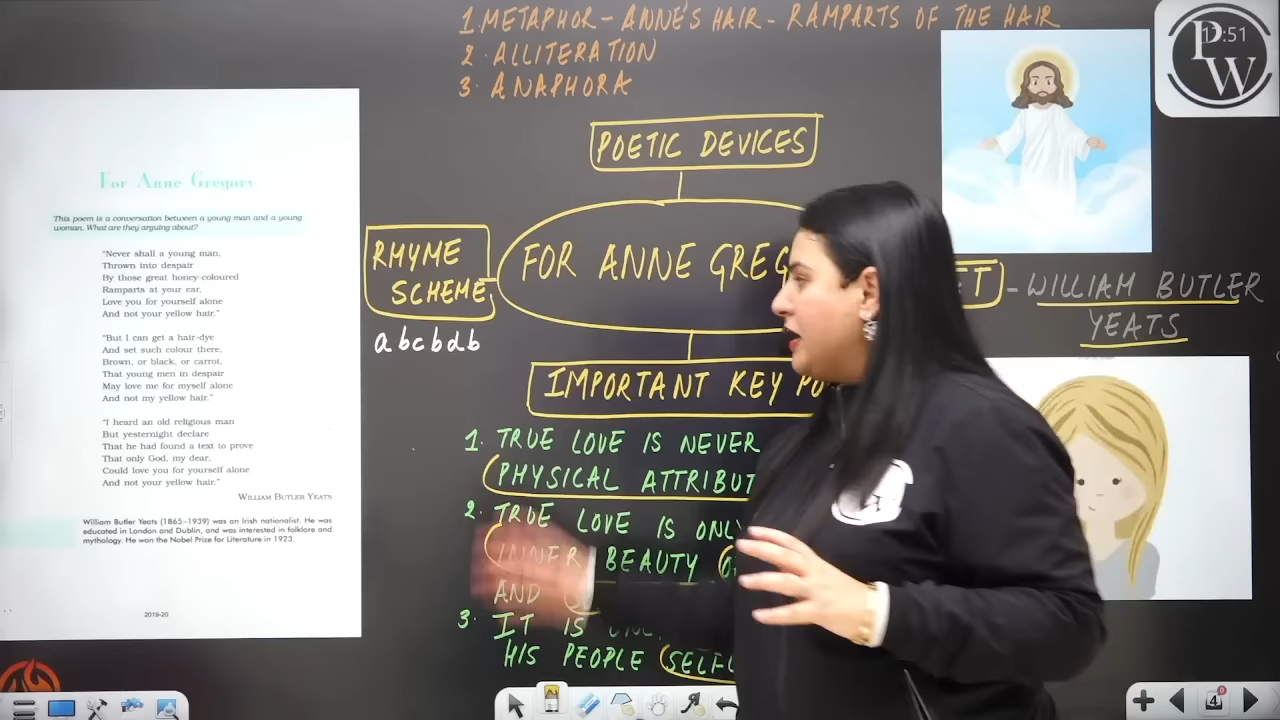 1. METAPHOR - ANNE'S HAIR - RAMPARTS OF THE HAIR
2. ALLITERATION
3. ANAPHORA
PW
:51
POETIC DEVICES
RHYME
SCHEME
abcbdb
FOR ANNE GREG
ET - WILLIAM BUTLER
YEATS
IMPORTANT KEY PO
1. TRUE LOVE IS NEVER
PHYSICAL ATTRIBUT
2. TRUE LOVE IS ONLY
INNER BEAUTY
AND
3. IT IS
HIS PEOPLE SELFL
For Anne Gregory
This poem is a conversation between a young man and a young
woman. What are they arguing about?
"Never shall a young man,
Thrown into despair
By those great honey-coloured
Ramparts at your ear,
Love you for yourself alone
And not your yellow hair."
"But I can get a hair-dye
And set such colour there,
Brown, or black, or carrot,
That young men in despair
May love me for myself alone
And not my yellow hair."
"I heard an old religious man
But yesternight declare
That he had found a text to prove
That only God, my dear,
Could love you for yourself alone
And not your yellow hair."
WILLIAM BUTLER YEATS
William Butler Yeats (1865–1939) was an Irish nationalist. He was
educated in London and Dublin, and was interested in folklore and
mythology. He won the Nobel Prize for Literature in 1923.
2019-20
4